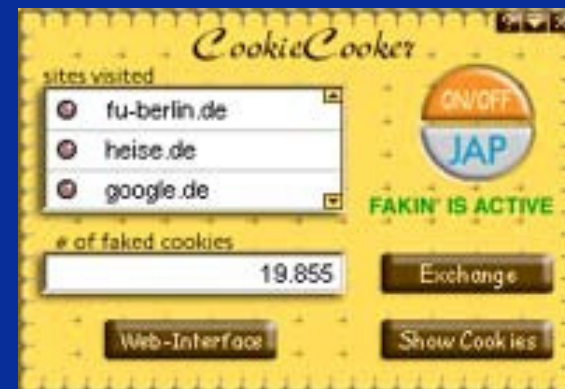 CookieCooker
sites visited
fu-berlin.de
heise.de
google.de
ON/OFF
JAP
FAKIN' IS ACTIVE
# of faked cookies
19.855
Exchange
Web-Interface
Show Cookies